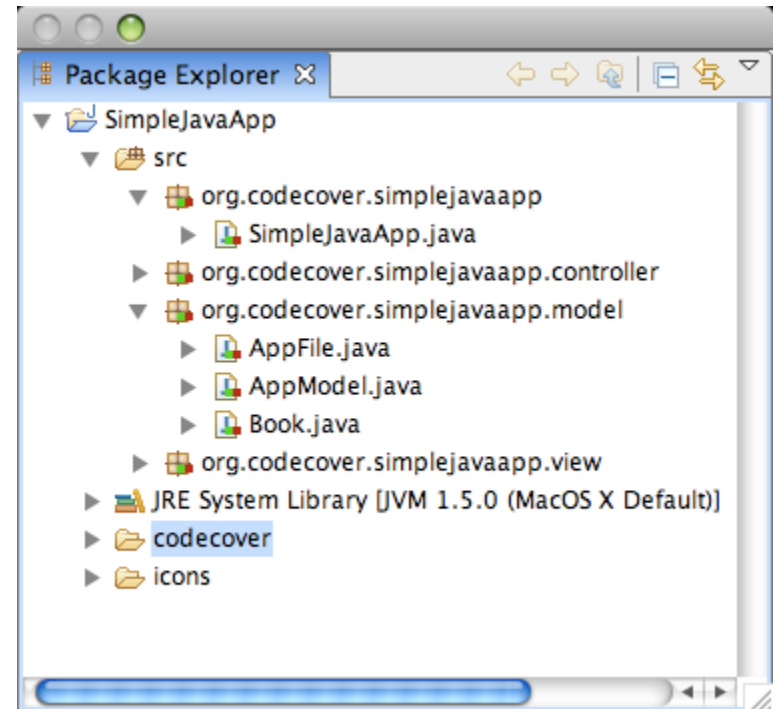 Package Explorer
SimpleJavaApp
src
org.codecover.simplejavaapp
SimpleJavaApp.java
org.codecover.simplejavaapp.controller
org.codecover.simplejavaapp.model
AppFile.java
AppModel.java
Book.java
org.codecover.simplejavaapp.view
JRE System Library [JVM 1.5.0 (MacOS X Default)]
codecover
icons